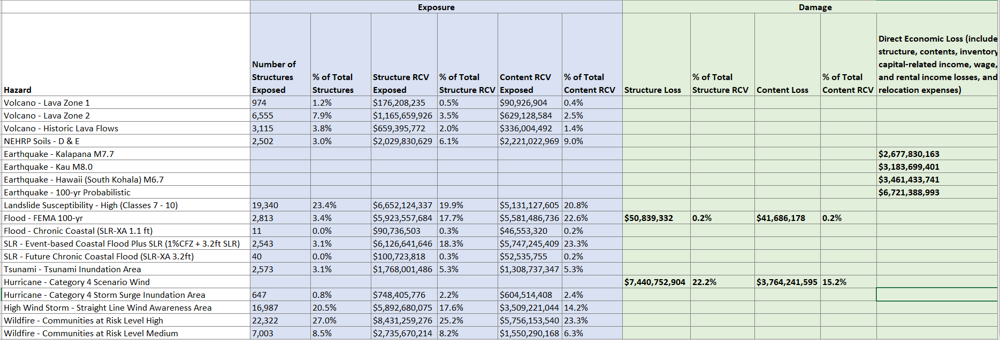 Exposure Damage
Direct Economic Loss (include
structure, contents, inventory
Number of capital-related income, wage,
Structures % of Total Structure RCV % of Total Content RCV % of Total % of Total % of Total and rental income losses, and
Hazard Exposed Structures Exposed Structure RCV Exposed Content RCV Structure Loss Structure RCV Content Loss Content RCV relocation expenses)
Volcano - Lava Zone 1 974 1.2% $176,208,235 0.5% $90,926,904 0.4%
Volcano - Lava Zone 2 6,555 7.9% $1,165,659,926 3.5% $629,128,584 2.5%
Volcano - Historic Lava Flows 3,115 3.8% $659,395,772 2.0% $336,004,492 1.4%
NEHRP Soils - D & E 2,502 3.0% $2,029,830,629 6.1% $2,221,022,969 9.0%
Earthquake - Kalapana M7.7 $2,677,830,163
Earthquake - Kau M8.0 $3,183,699,401
Earthquake - Hawaii (South Kohala) M6.7 $3,461,433,741
Earthquake - 100-yr Probabilistic $6,721,388,993
Landslide Susceptibility - High (Classes 7 - 10) 19,340 23.4% $6,652,124,337 19.9% $5,131,127,605 20.8%
Flood - FEMA 100-yr 2,813 3.4% $5,923,557,684 17.7% $5,581,486,736 22.6% $50,839,332 0.2% $41,686,178 0.2%
Flood - Chronic Coastal (SLR-XA 1.1 ft) 11 0.0% $90,736,503 0.3% $46,553,320 0.2%
SLR - Event-based Coastal Flood Plus SLR (1%CFZ + 3.2ft SLR) 2,543 3.1% $6,126,641,646 18.3% $5,747,245,409 23.3%
SLR - Future Chronic Coastal Flood (SLR-XA 3.2ft) 40 0.0% $100,723,818 0.3% $52,535,755 0.2%
Tsunami - Tsunami Inundation Area 2,573 3.1% $1,768,001,486 5.3% $1,308,737,347 5.3%
Hurricane - Category 4 Scenario Wind $7,440,752,904 22.2% $3,764,241,595 15.2%
Hurricane - Category 4 Storm Surge Inundation Area 647 0.8% $748,405,776 2.2% $604,514,408 2.4%
High Wind Storm - Straight Line Wind Awareness Area 16,987 20.5% $5,892,680,075 17.6% $3,509,221,044 14.2%
Wildfire - Communities at Risk Level High 22,322 27.0% $8,431,259,276 25.2% $5,756,153,540 23.3%
Wildfire - Communities at Risk Level Medium 7,003 8.5% $2,735,670,214 8.2% $1,550,290,168 6.3%